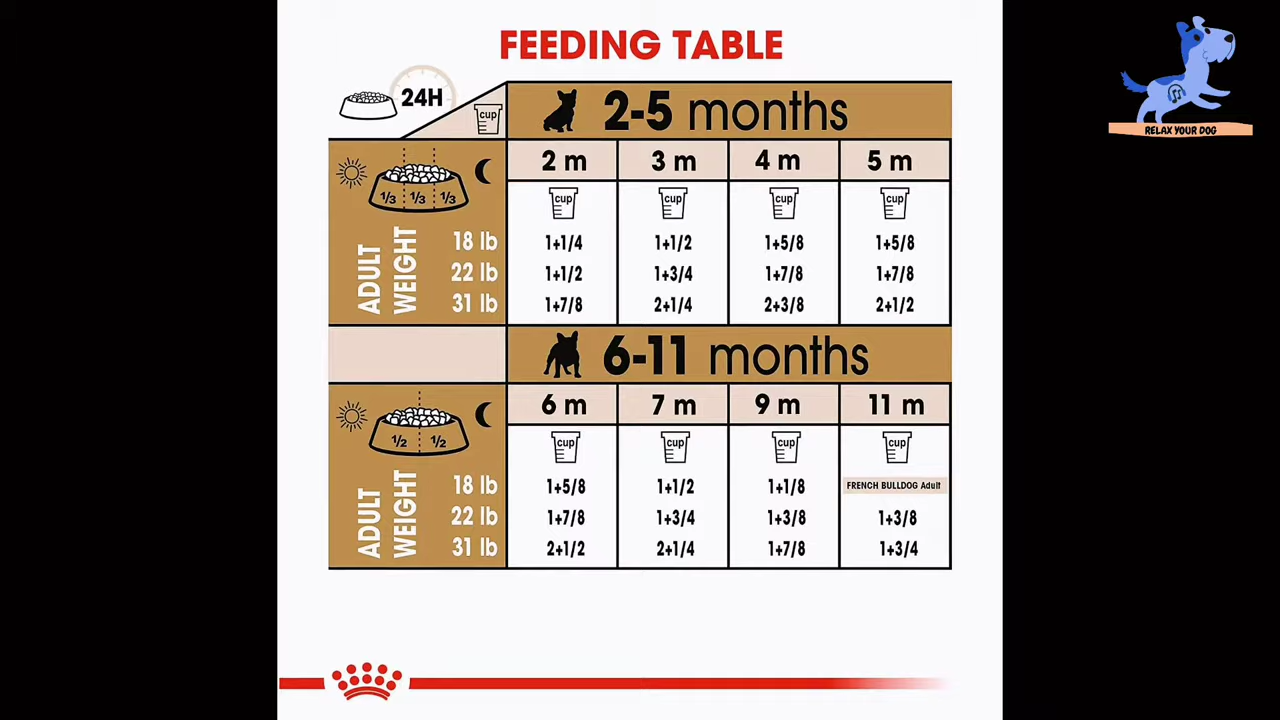 FEEDING TABLE
24H
cup
2-5 months
2 m 3 m 4 m 5 m
1/3 1/3 1/3
cup cup cup cup
ADULT WEIGHT
18 lb 1+1/4 1+1/2 1+5/8 1+5/8
22 lb 1+1/2 1+3/4 1+7/8 1+7/8
31 lb 1+7/8 2+1/4 2+3/8 2+1/2
6-11 months
6 m 7 m 9 m 11 m
1/2 1/2
cup cup cup cup
ADULT WEIGHT
18 lb 1+5/8 1+1/2 1+1/8 FRENCH BULLDOG Adult
22 lb 1+7/8 1+3/4 1+3/8 1+3/8
31 lb 2+1/2 2+1/4 1+7/8 1+3/4
RELAX YOUR DOG